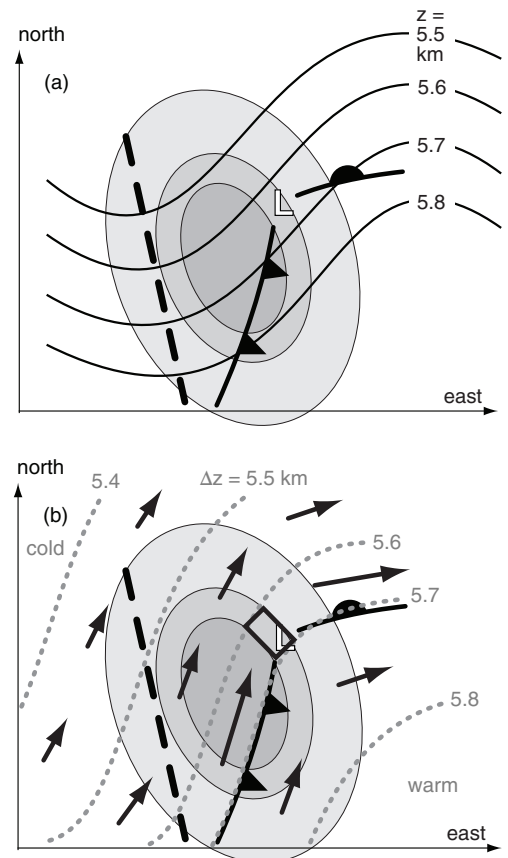 z =
north
5.5
km
(a)
5.6
5.7
L
5.8
east
north
5.4
Δz = 5.5 km
(b)
cold
5.6
5.7
L
5.8
warm
east